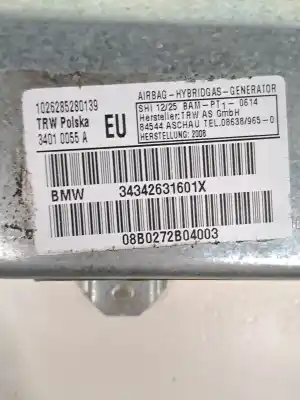 1026285280139
TRW Polska
3401 0055 A
EU
AIRBAG-HYBRIDGAS-GENERATOR
SHI 12/25 BAM-PT1-0614
Hersteller:TRW AS GmbH
84544 ASCHAU TEL.08638/965-0
HERSTELLUNG: 2008
BMW 34342631601X
08B0272B04003